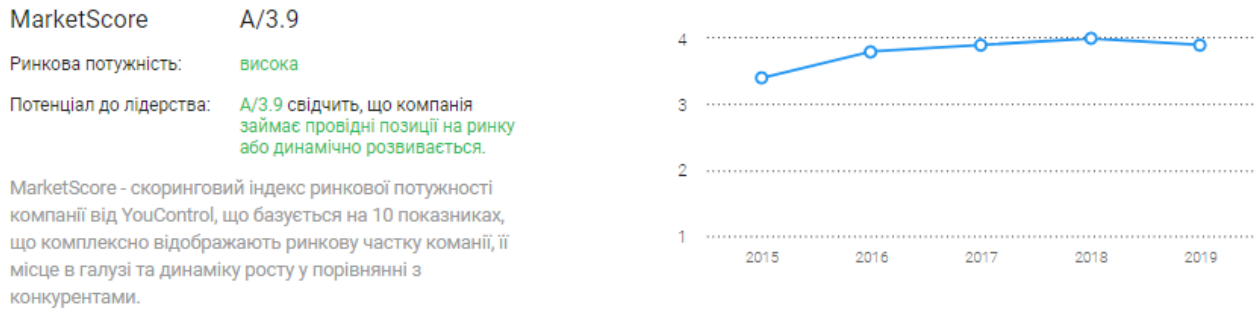 MarketScore A/3.9
Ринкова потужність: висока
Потенціал до лідерства: A/3.9 свідчить, що компанія
займає провідні позиції на ринку
або динамічно розвивається.
MarketScore - скоринговий індекс ринкової потужності
компанії від YouControl, що базується на 10 показниках,
що комплексно відображають ринкову частку команії, її
місце в галузі та динаміку росту у порівнянні з
конкурентами.
4
3
2
1
2015 2016 2017 2018 2019